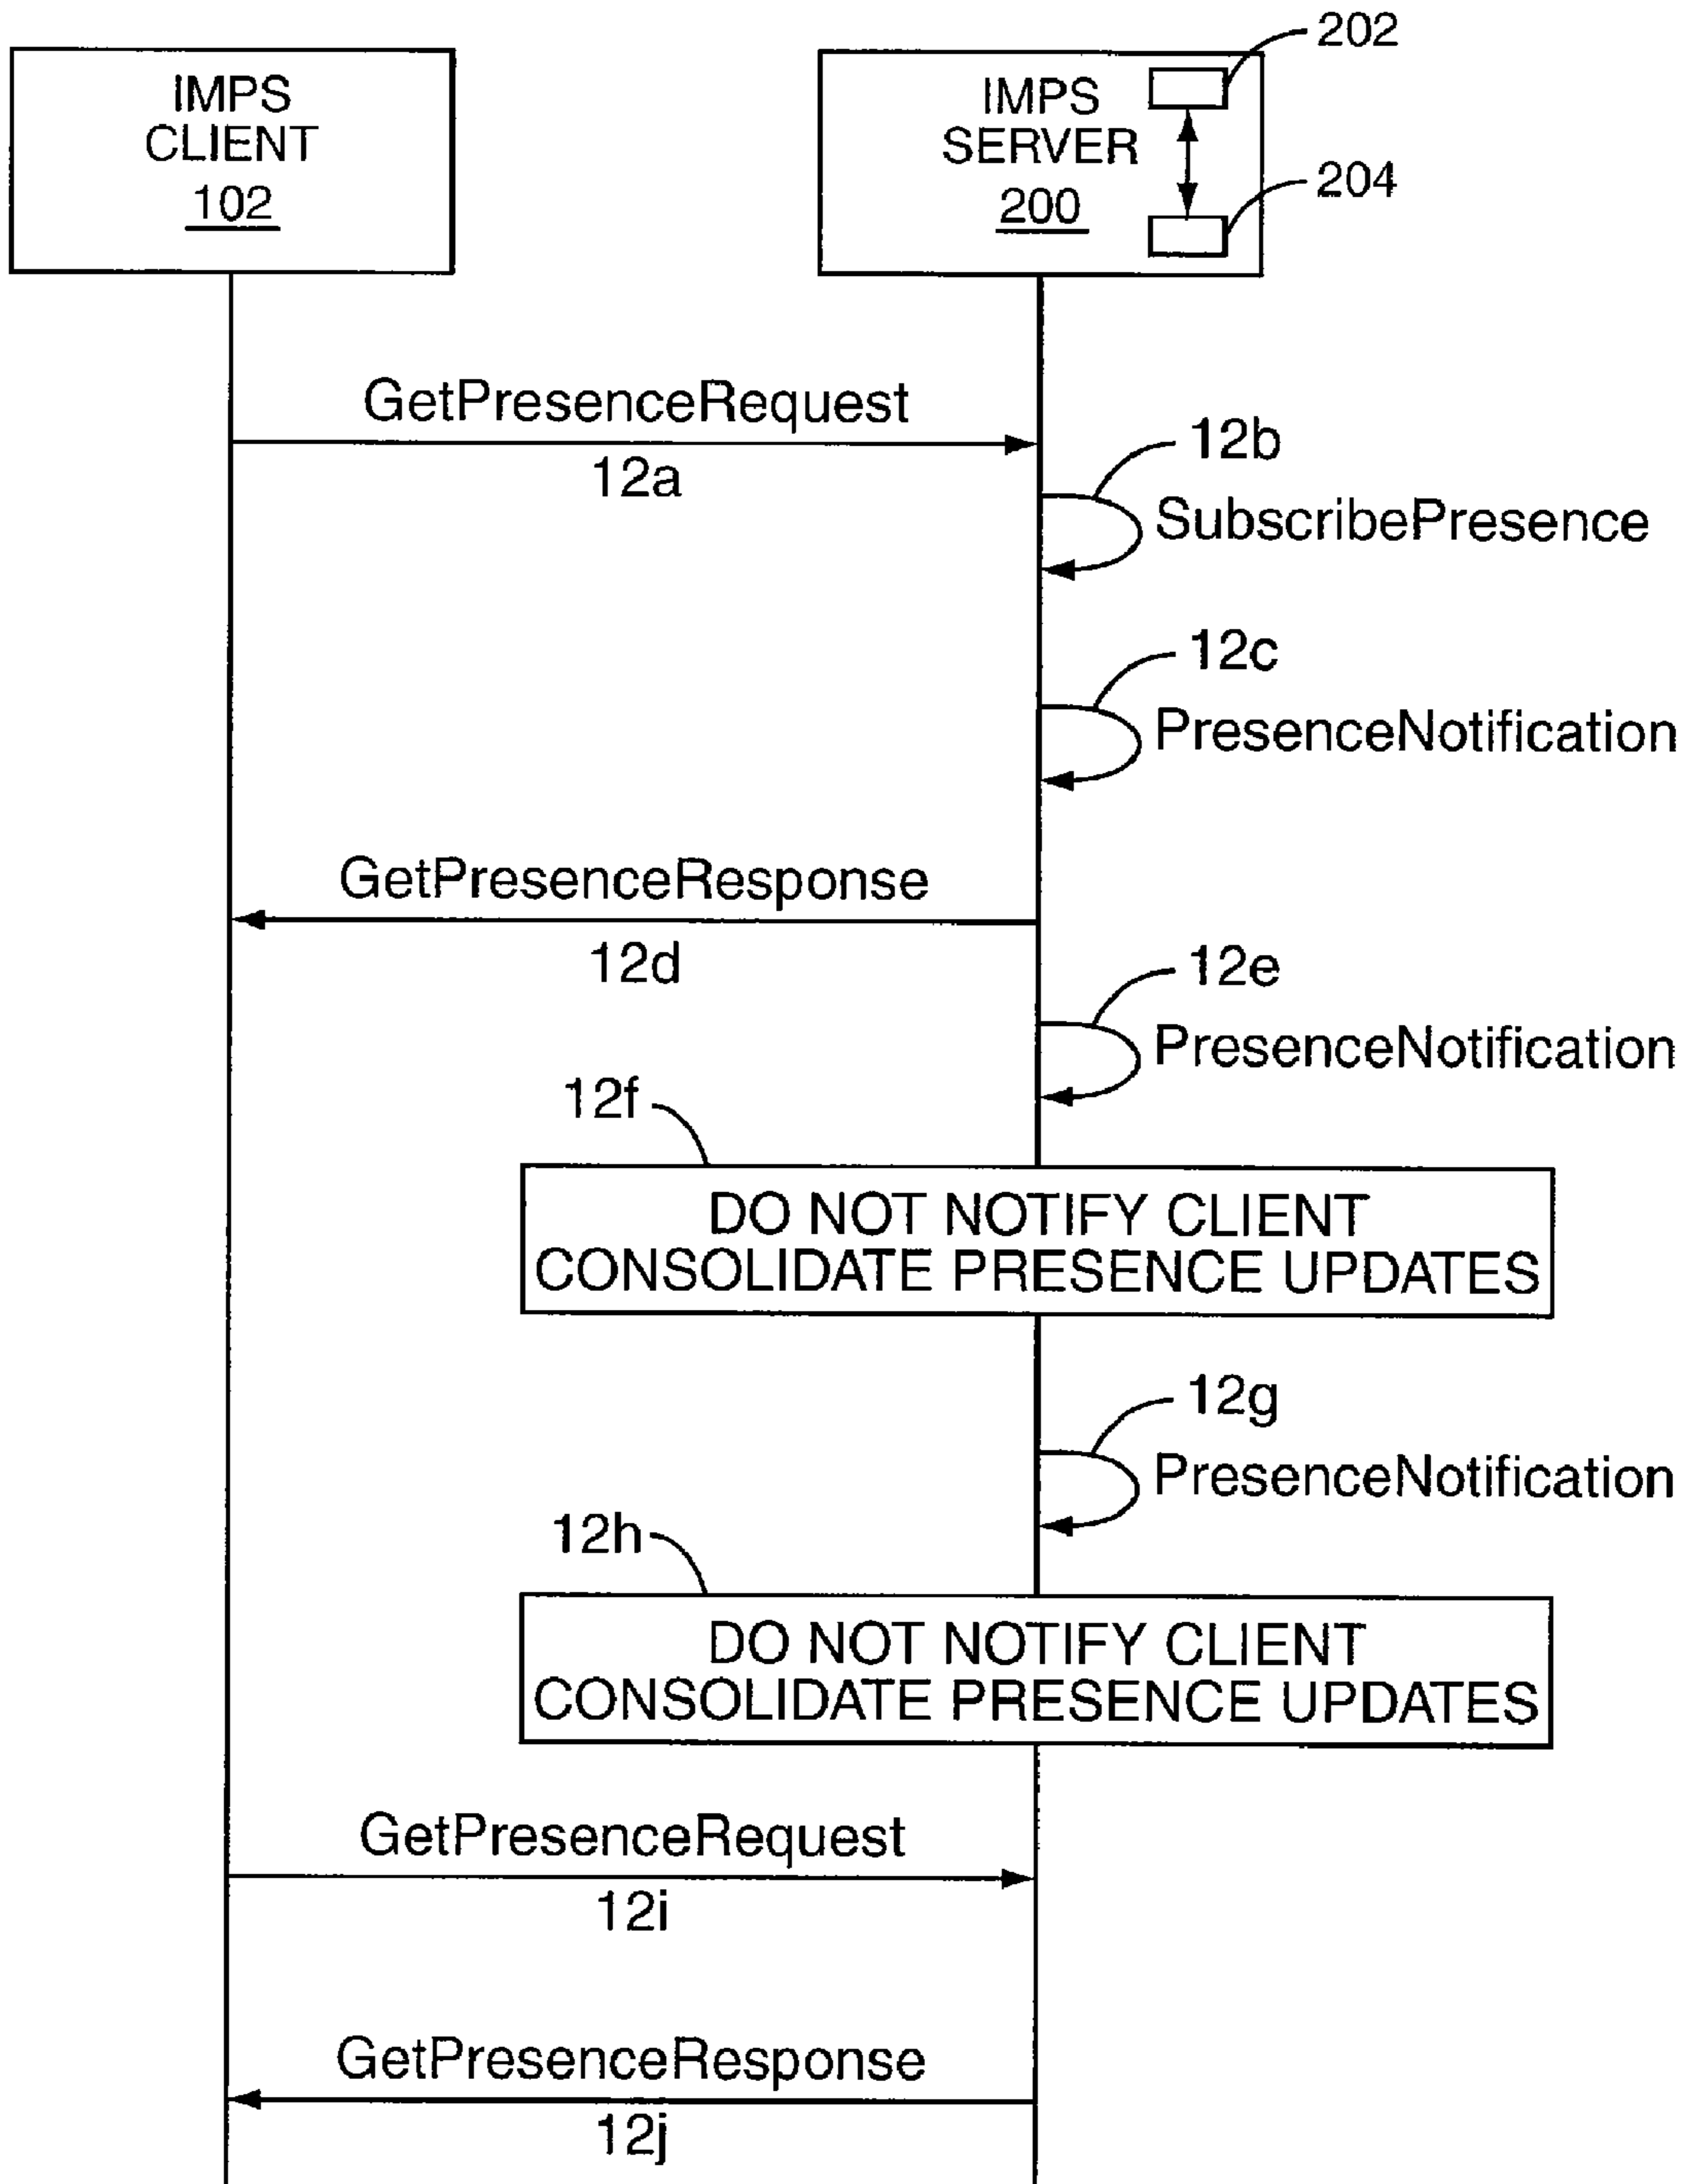 202
IMPS
CLIENT
102
IMPS
SERVER
200
204
GetPresenceRequest
12a
12b
SubscribePresence
12c
PresenceNotification
GetPresenceResponse
12d
12e
PresenceNotification
12f
DO NOT NOTIFY CLIENT
CONSOLIDATE PRESENCE UPDATES
12g
PresenceNotification
12h
DO NOT NOTIFY CLIENT
CONSOLIDATE PRESENCE UPDATES
GetPresenceRequest
12i
GetPresenceResponse
12j